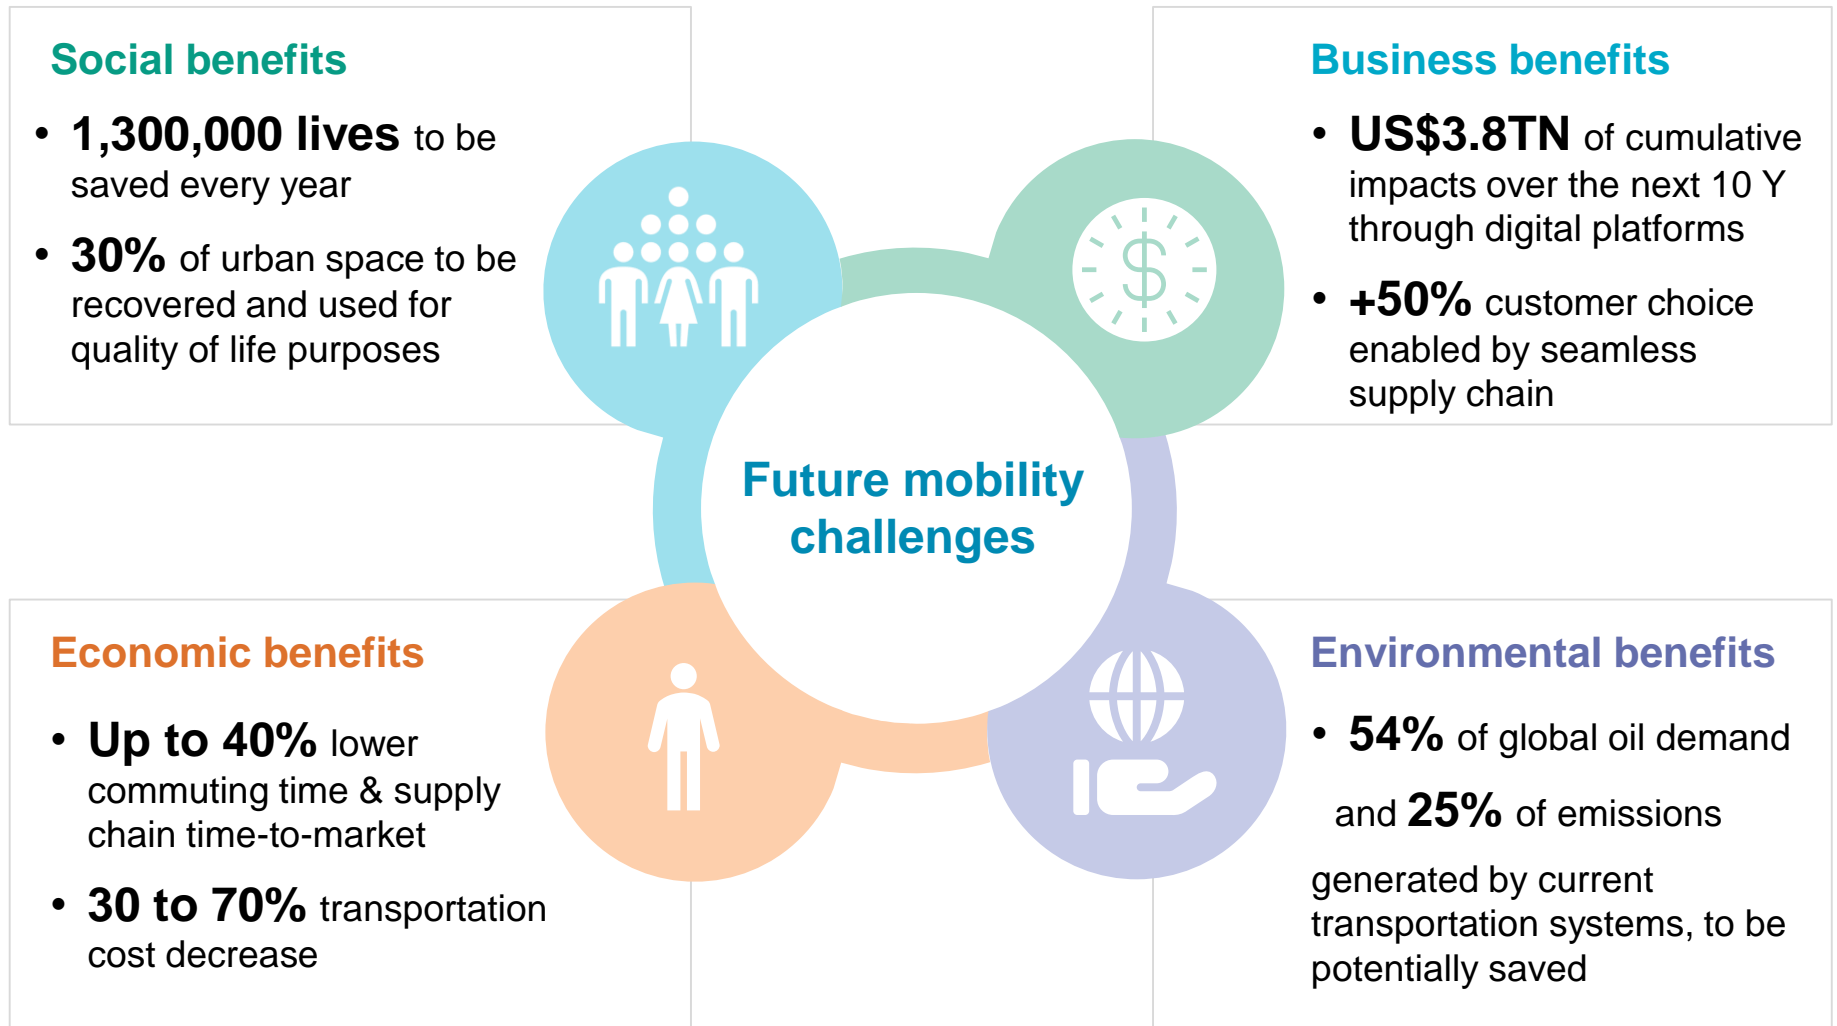 Social benefits
• 1,300,000 lives to be
saved every year
• 30% of urban space to be
recovered and used for
quality of life purposes
Business benefits
• US$3.8TN of cumulative
impacts over the next 10 Y
through digital platforms
• +50% customer choice
enabled by seamless
supply chain
Future mobility
challenges
Economic benefits
• Up to 40% lower
commuting time & supply
chain time-to-market
• 30 to 70% transportation
cost decrease
Environmental benefits
• 54% of global oil demand
and 25% of emissions
generated by current
transportation systems, to be
potentially saved
$